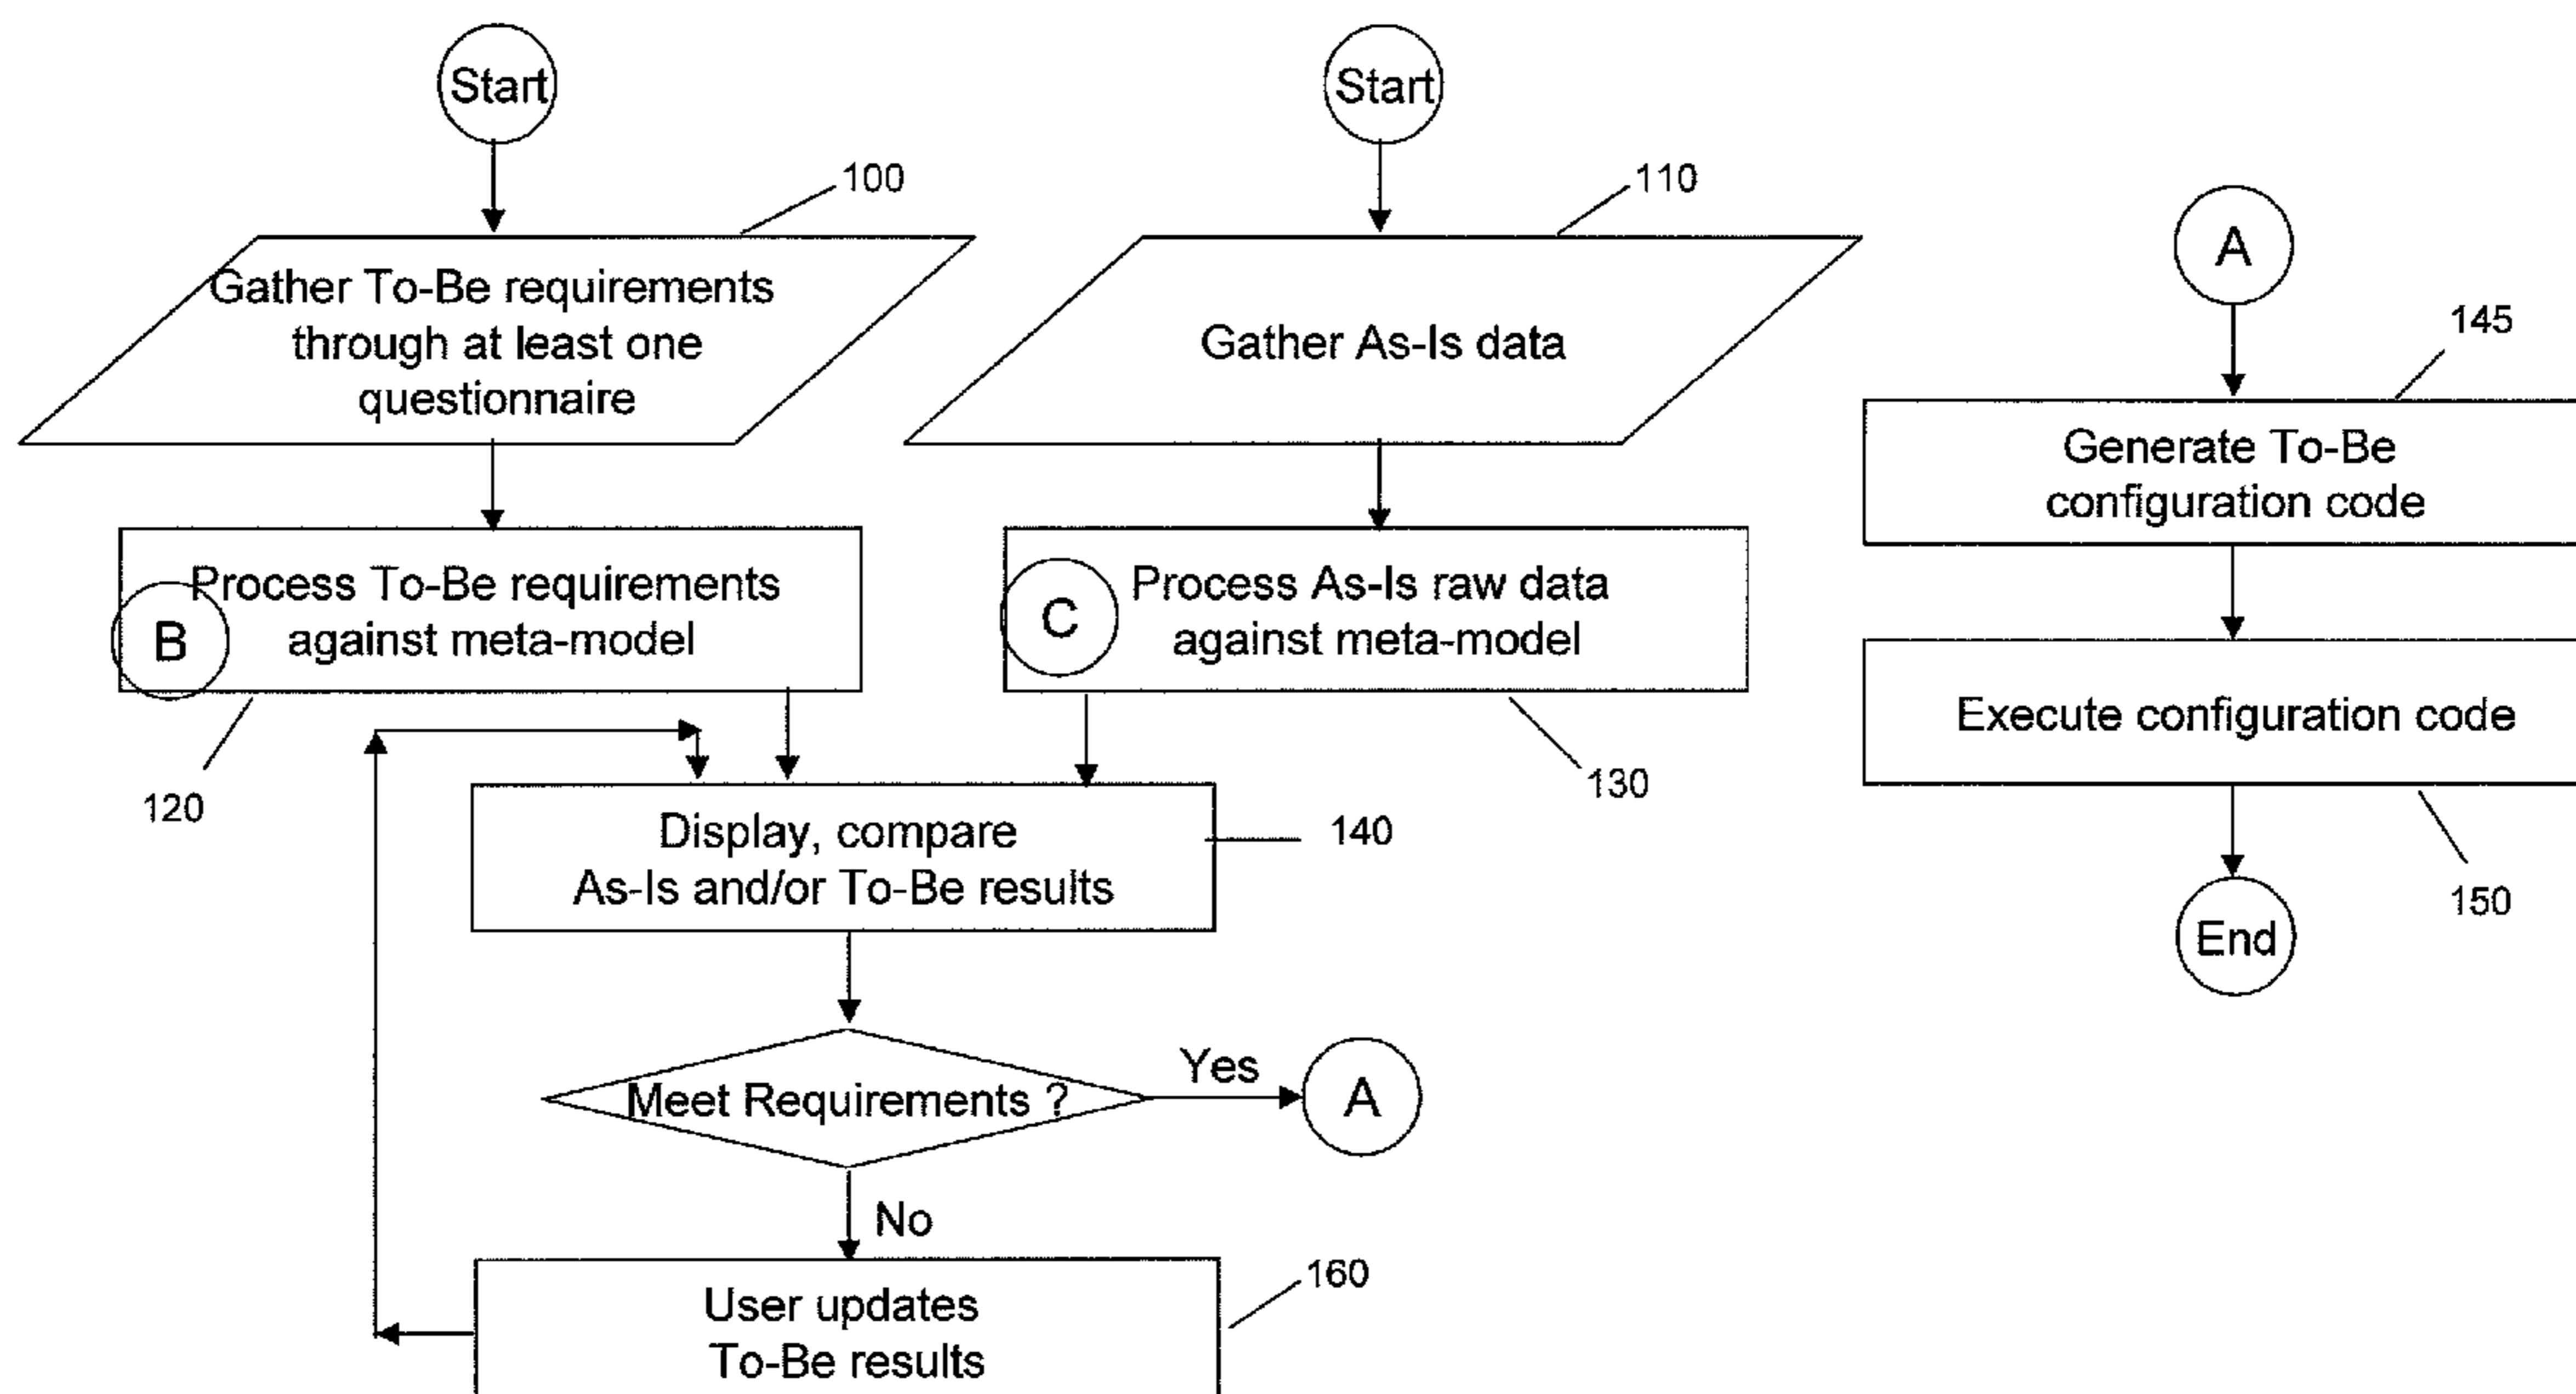 Start
100
Gather To-Be requirements
through at least one
questionnaire
B
Process To-Be requirements
against meta-model
120
Start
110
Gather As-Is data
C
Process As-Is raw data
against meta-model
130
Display, compare
As-Is and/or To-Be results
140
Meet Requirements ?
Yes
A
No
User updates
To-Be results
160
A
145
Generate To-Be
configuration code
Execute configuration code
150
End